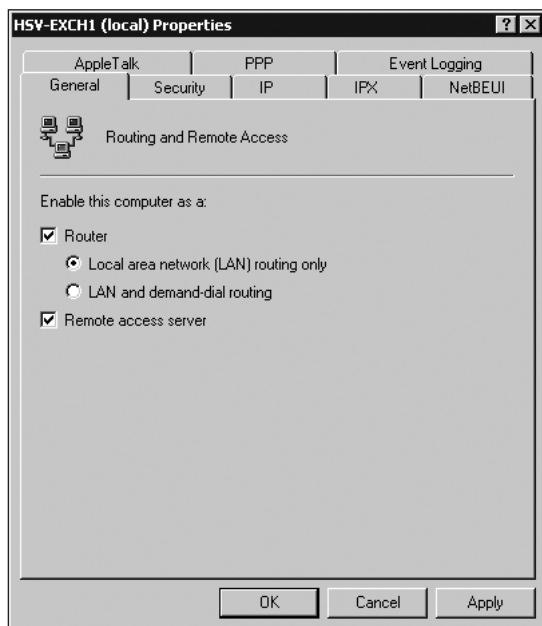 HSV-EXCH1 (local) Properties
AppleTalk PPP Event Logging
General Security IP IPX NetBEUI
Routing and Remote Access
Enable this computer as a:
Router
Local area network (LAN) routing only
LAN and demand-dial routing
Remote access server
OK Cancel Apply